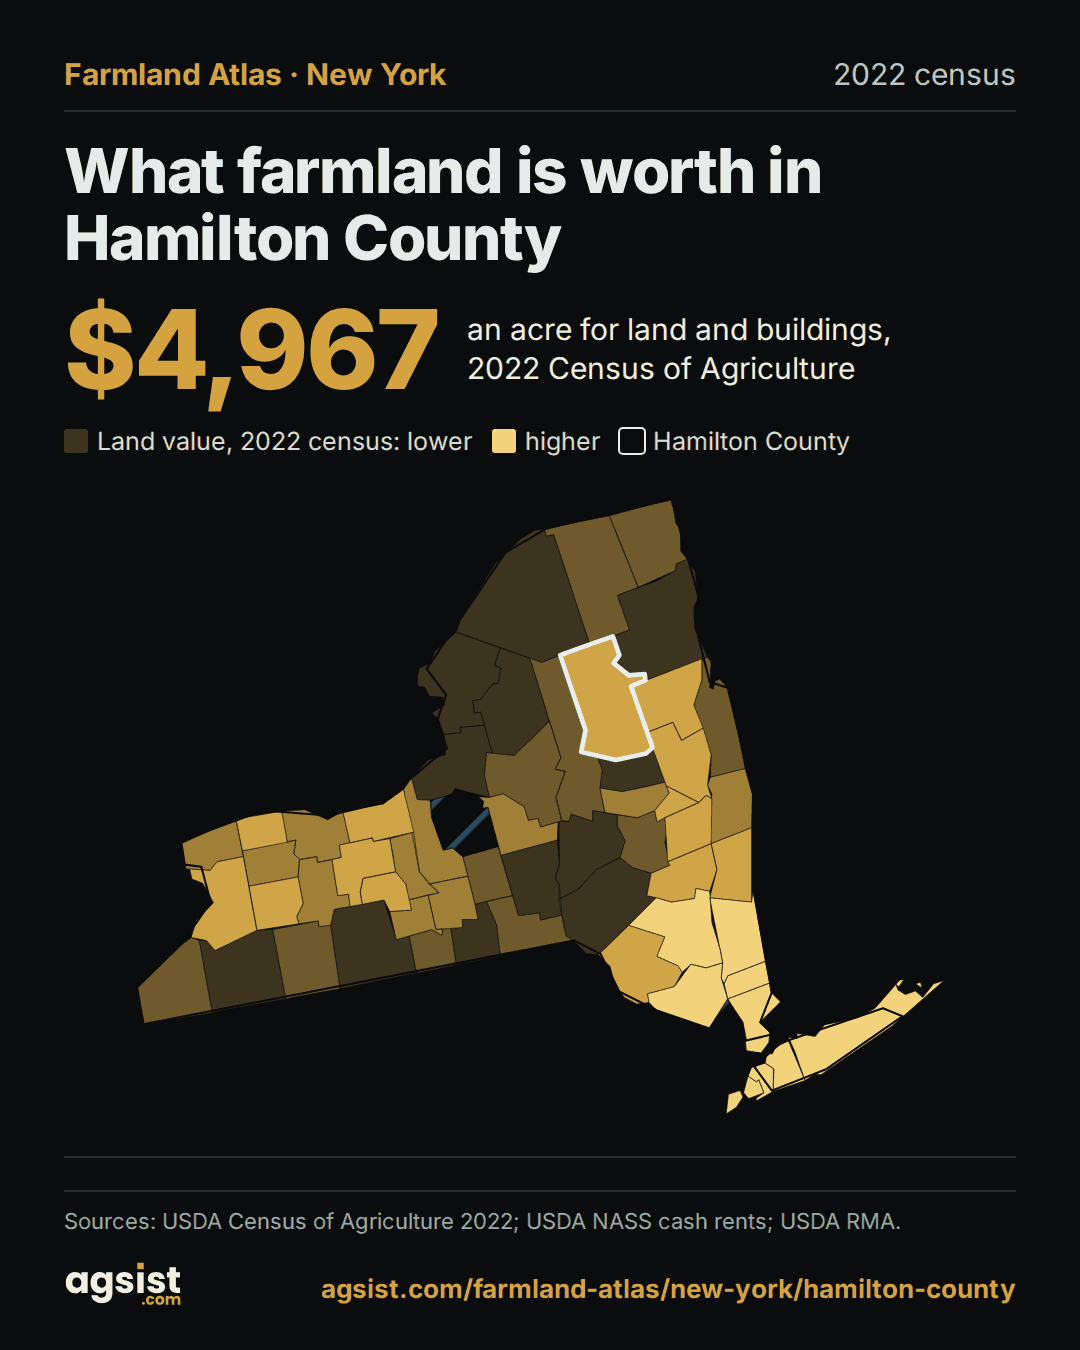 Farmland Atlas · New York
2022 census
What farmland is worth in
Hamilton County
$4,967
an acre for land and buildings,
2022 Census of Agriculture
Land value, 2022 census: lower
higher
Hamilton County
Sources: USDA Census of Agriculture 2022; USDA NASS cash rents; USDA RMA.
agsist
.com
agsist.com/farmland-atlas/new-york/hamilton-county